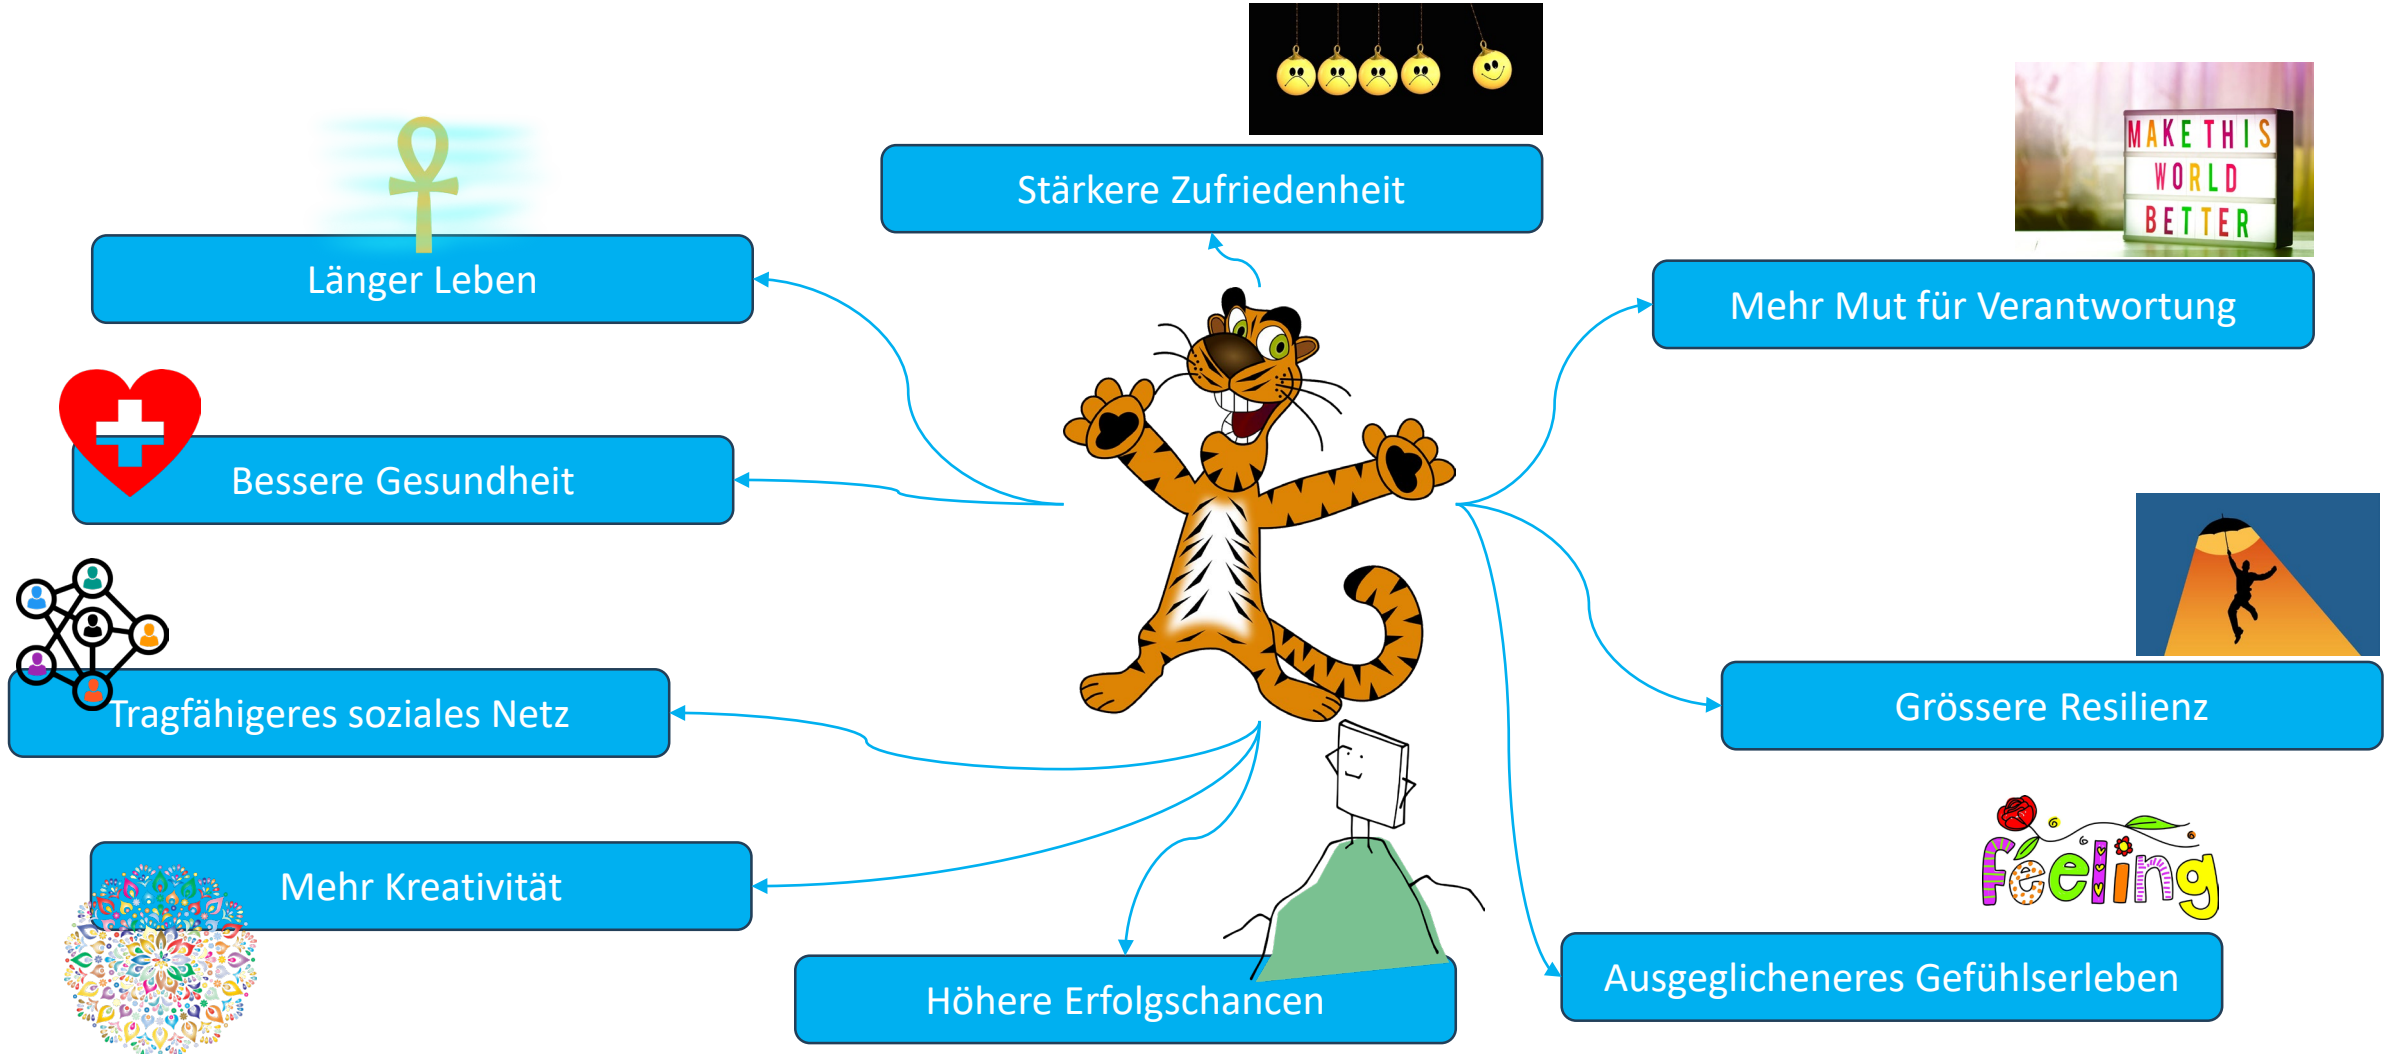 Stärkere Zufriedenheit
MAKE THIS
WORLD
BETTER
Länger Leben
Mehr Mut für Verantwortung
Bessere Gesundheit
Tragfähigeres soziales Netz
Grössere Resilienz
feeling
Mehr Kreativität
Höhere Erfolgschancen
Ausgeglicheneres Gefühlserleben